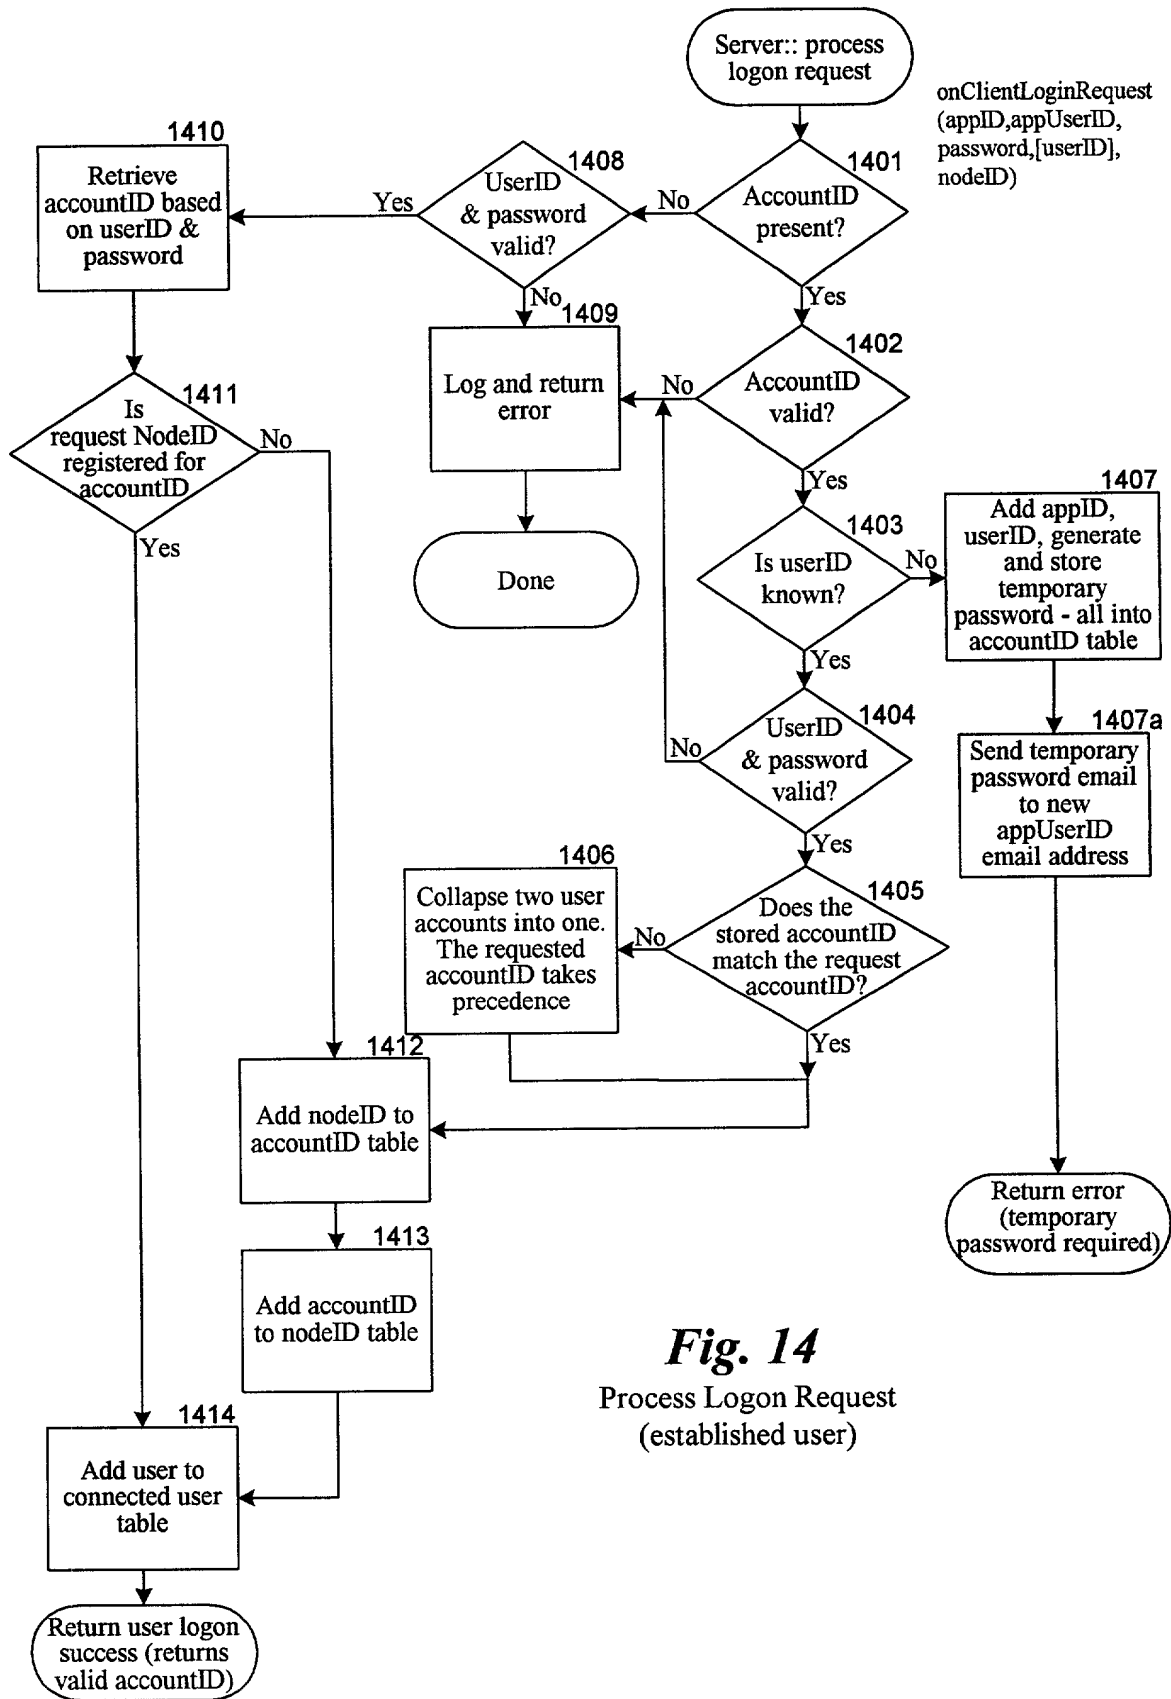 Server:: process
logon request
onClientLoginRequest
(appID,appUserID,
password,[userID],
nodeID)
1401
AccountID
present?
No
Yes
1408
UserID
& password
valid?
Yes
No
1410
Retrieve
accountID based
on userID &
password
1409
Log and return
error
Done
1402
AccountID
valid?
No
Yes
1411
Is
request NodeID
registered for
accountID
No
Yes
1403
Is userID
known?
No
Yes
1407
Add appID,
userID, generate
and store
temporary
password - all into
accountID table
1404
UserID
& password
valid?
No
Yes
1407a
Send temporary
password email
to new
appUserID
email address
1405
Does the
stored accountID
match the request
accountID?
No
Yes
1406
Collapse two user
accounts into one.
The requested
accountID takes
precedence
1412
Add nodeID to
accountID table
Return error
(temporary
password required)
1413
Add accountID
to nodeID table
1414
Add user to
connected user
table
Return user logon
success (returns
valid accountID)
Fig. 14
Process Logon Request
(established user)